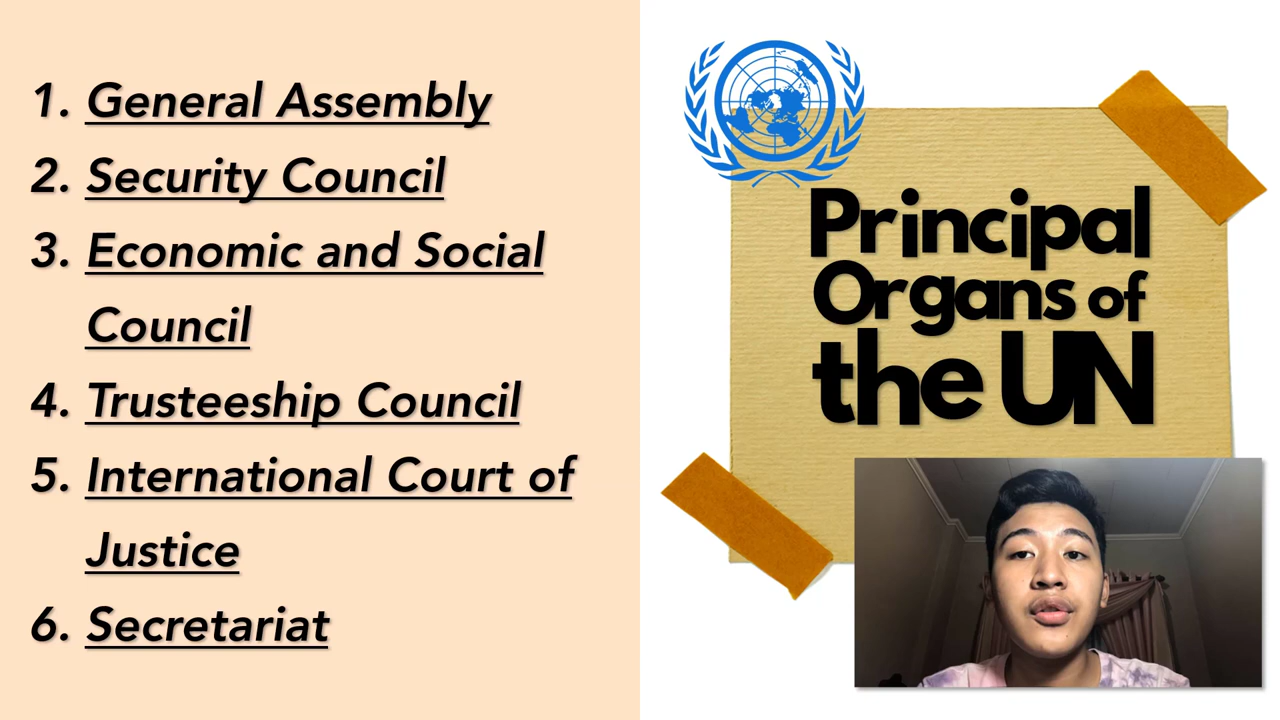 1. General Assembly
2. Security Council
3. Economic and Social
Council
4. Trusteeship Council
5. International Court of
Justice
6. Secretariat
Principal
Organs of
the UN